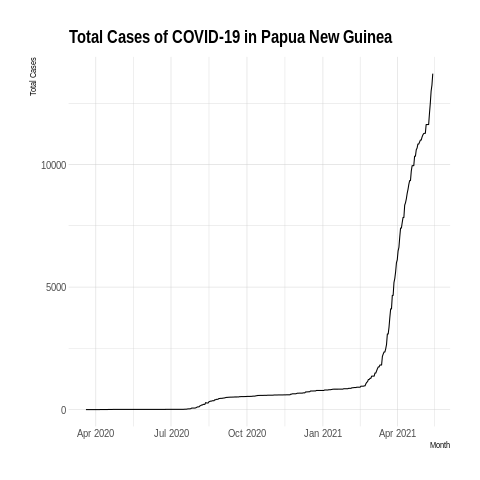 Total Cases of COVID-19 in Papua New Guinea
Total Cases
10000
5000
0
Apr 2020 Jul 2020 Oct 2020 Jan 2021 Apr 2021
Month